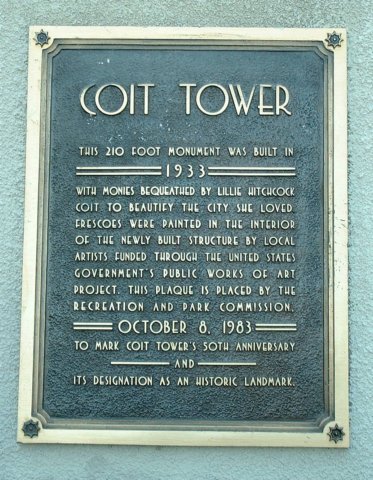 COIT TOWER
THIS 210 FOOT MONUMENT WAS BUILT IN
1933
WITH MONIES BEQUEATHED BY LILLIE HITCHCOCK
COIT TO BEAUTIFY THE CITY SHE LOVED.
FRESCOES WERE PAINTED IN THE INTERIOR
OF THE NEWLY BUILT STRUCTURE BY LOCAL
ARTISTS FUNDED THROUGH THE UNITED STATES
GOVERNMENT'S PUBLIC WORKS OF ART
PROJECT. THIS PLAQUE IS PLACED BY THE
RECREATION AND PARK COMMISSION,
OCTOBER 8, 1983
TO MARK COIT TOWER'S 50TH ANNIVERSARY
AND
ITS DESIGNATION AS AN HISTORIC LANDMARK.